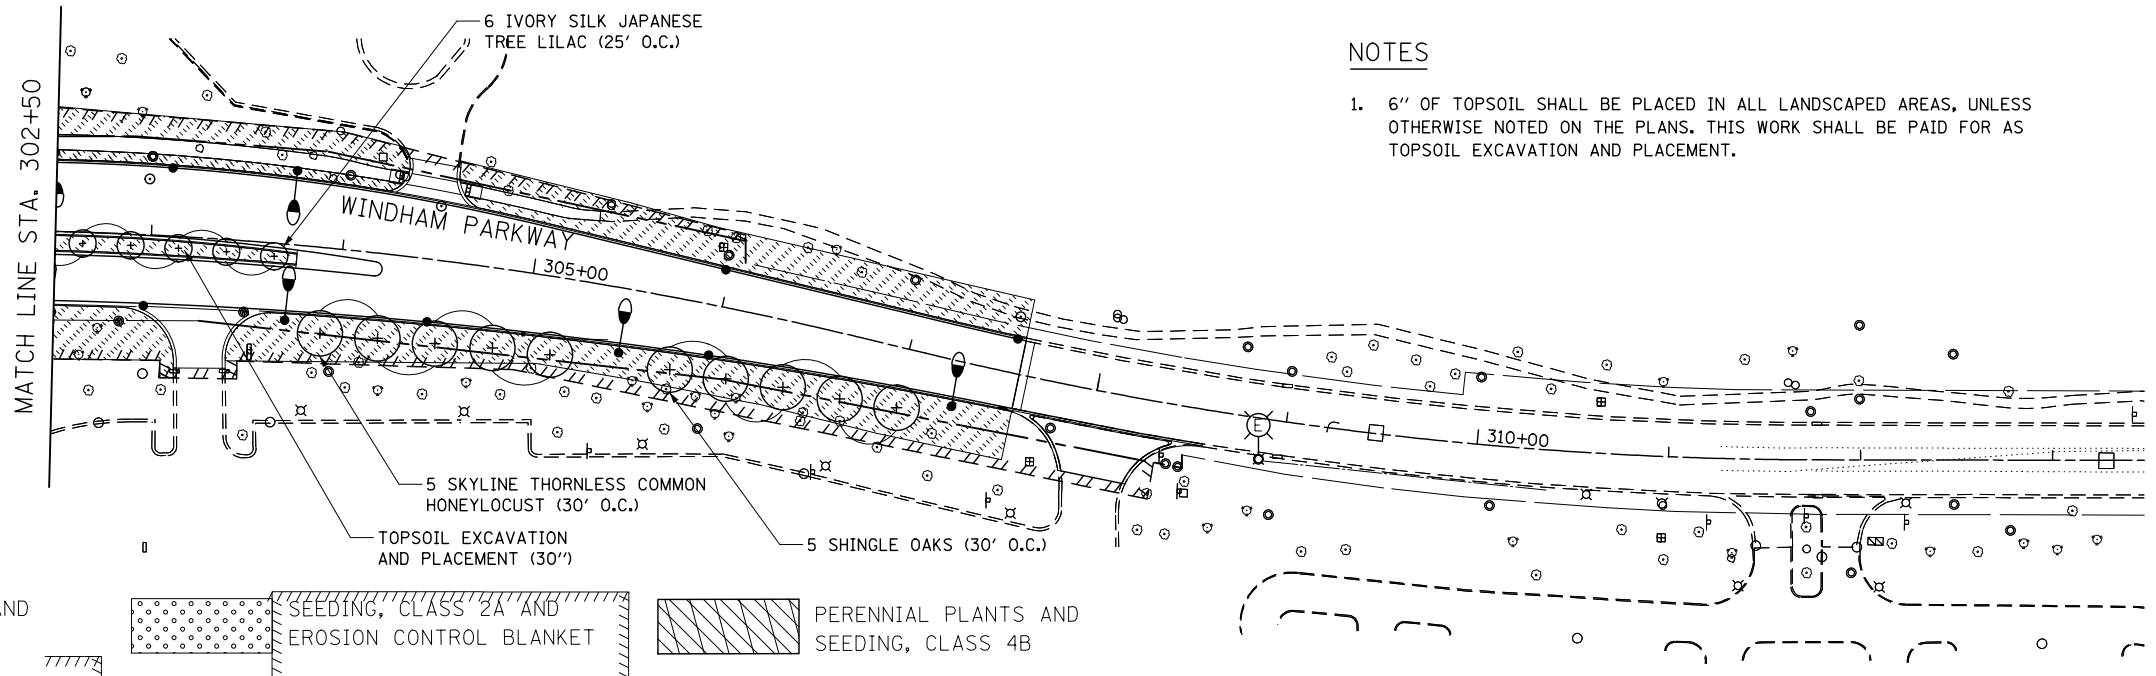 6 IVORY SILK JAPANESE
TREE LILAC (25' O.C.)
NOTES
1. 6" OF TOPSOIL SHALL BE PLACED IN ALL LANDSCAPED AREAS, UNLESS
OTHERWISE NOTED ON THE PLANS. THIS WORK SHALL BE PAID FOR AS
TOPSOIL EXCAVATION AND PLACEMENT.
MATCH LINE STA. 302+50
WINDHAM PARKWAY
305+00
E
310+00
5 SKYLINE THORNLESS COMMON
HONEYLOCUST (30' O.C.)
TOPSOIL EXCAVATION
AND PLACEMENT (30")
5 SHINGLE OAKS (30' O.C.)
AND
SEEDING, CLASS 2A AND
EROSION CONTROL BLANKET
PERENNIAL PLANTS AND
SEEDING, CLASS 4B